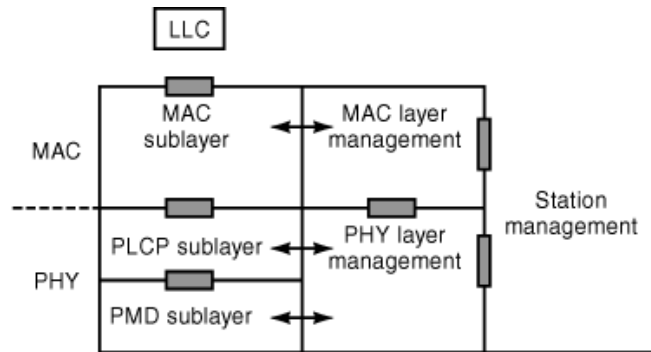 LLC
MAC
sublayer
MAC layer
management
MAC
Station
management
PLCP sublayer
PHY layer
management
PHY
PMD sublayer